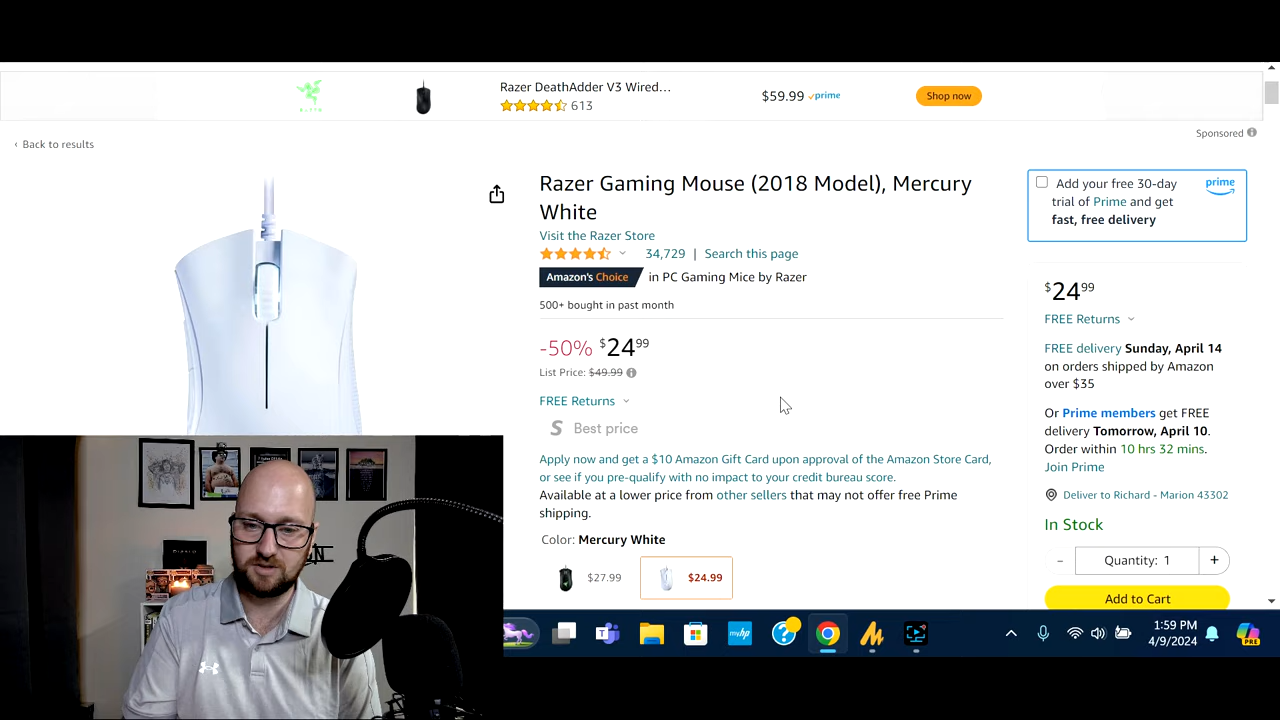 Razer DeathAdder V3 Wired…
613
$59.99 prime
Shop now
Sponsored
‹ Back to results
Razer Gaming Mouse (2018 Model), Mercury
White
Visit the Razer Store
34,729 | Search this page
Amazon's Choice in PC Gaming Mice by Razer
500+ bought in past month
-50% $24 99
List Price: $49.99
FREE Returns
S Best price
Apply now and get a $10 Amazon Gift Card upon approval of the Amazon Store Card,
or see if you pre-qualify with no impact to your credit bureau score.
Available at a lower price from other sellers that may not offer free Prime
shipping.
Color: Mercury White
$27.99
$24.99
Add your free 30-day
trial of Prime and get
fast, free delivery
prime
$24 99
FREE Returns
FREE delivery Sunday, April 14
on orders shipped by Amazon
over $35
Or Prime members get FREE
delivery Tomorrow, April 10.
Order within 10 hrs 32 mins.
Join Prime
Deliver to Richard - Marion 43302
In Stock
- Quantity: 1 +
Add to Cart
myhp
1:59 PM
4/9/2024
PRE